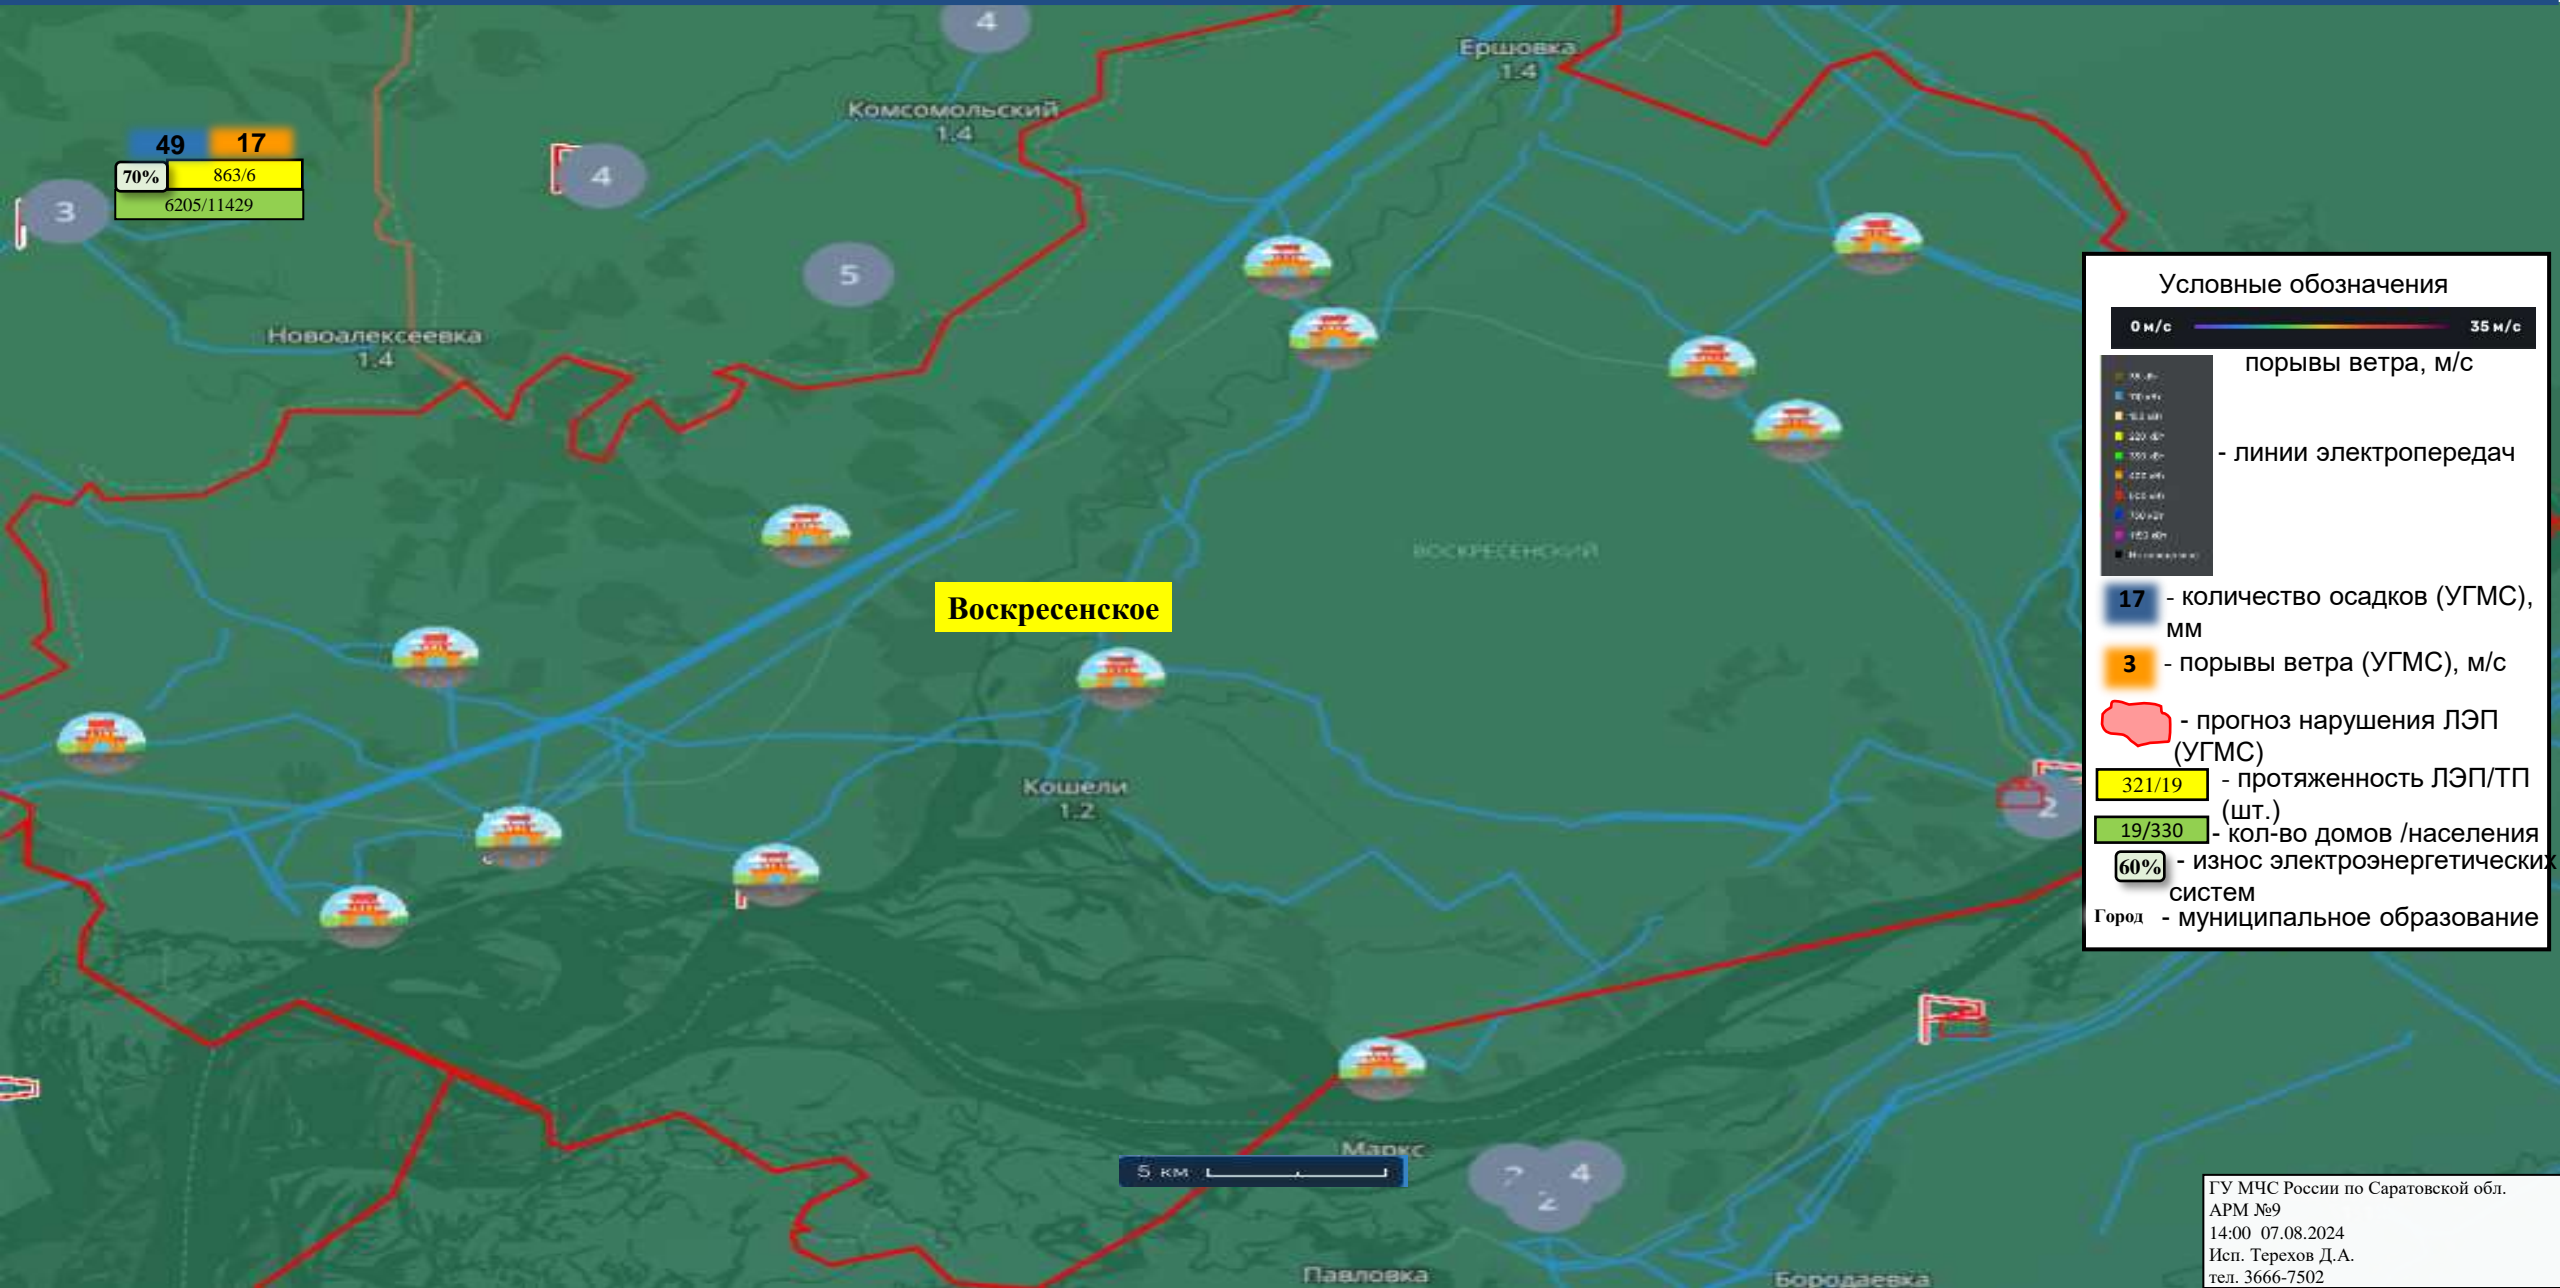 4
Ершовка
1.4
Комсомольский
1.4
49 17
70% 863/6
6205/11429
3
4
5
Новоалексеевка
1.4
ВОСКРЕСЕНСКИЙ
Воскресенское
Кошели
1.2
2
Маркс
5 км
4
2
Павловка
Бородаевка
Условные обозначения
0 м/с 35 м/с
порывы ветра, м/с
- линии электропередач
17 - количество осадков (УГМС),
мм
3 - порывы ветра (УГМС), м/с
- прогноз нарушения ЛЭП
(УГМС)
321/19 - протяженность ЛЭП/ТП
(шт.)
19/330 - кол-во домов /населения
60% - износ электроэнергетических
систем
Город - муниципальное образование
ГУ МЧС России по Саратовской обл.
АРМ №9
14:00 07.08.2024
Исп. Терехов Д.А.
тел. 3666-7502